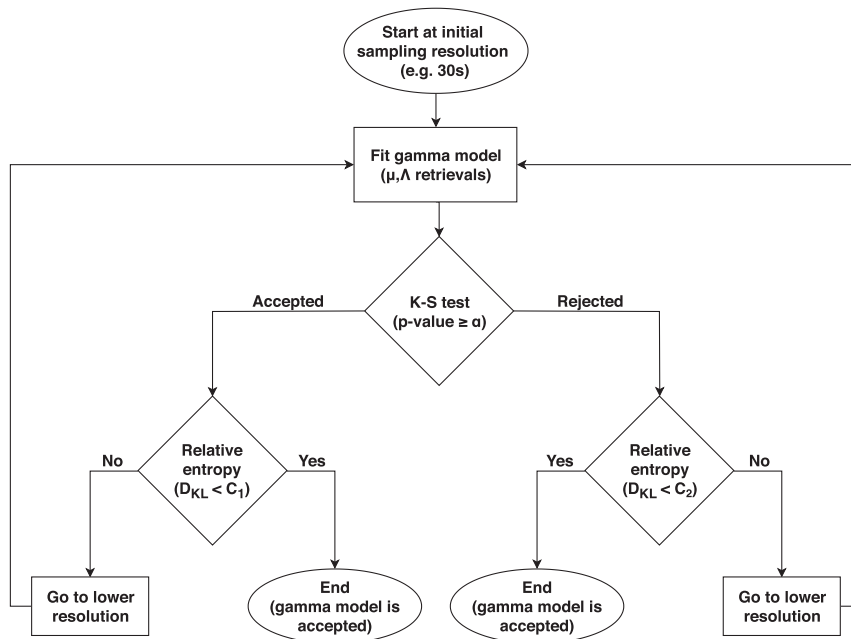 Start at initial
sampling resolution
(e.g. 30s)
Fit gamma model
(μ,Λ retrievals)
Accepted
K-S test
(p-value ≥ α)
Rejected
No
Relative
entropy
(D_KL < C_1)
Yes
Yes
Relative
entropy
(D_KL < C_2)
No
Go to lower
resolution
End
(gamma model is
accepted)
End
(gamma model is
accepted)
Go to lower
resolution